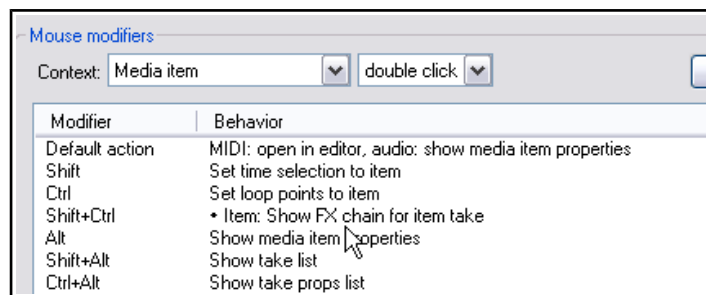 Mouse modifiers
Context: Media item double click
Modifier Behavior
Default action MIDI: open in editor, audio: show media item properties
Shift Set time selection to item
Ctrl Set loop points to item
Shift+Ctrl • Item: Show FX chain for item take
Alt Show media item properties
Shift+Alt Show take list
Ctrl+Alt Show take props list